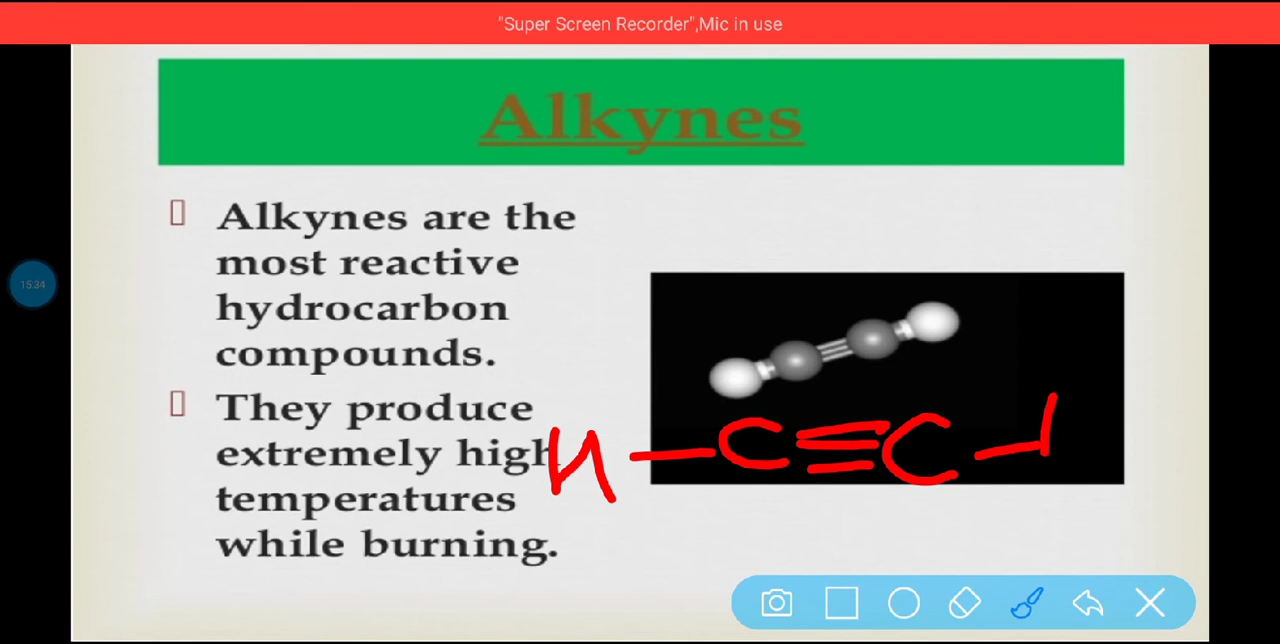 "Super Screen Recorder",Mic in use
Alkynes
Alkynes are the
most reactive
hydrocarbon
compounds.
They produce
extremely high
temperatures
while burning.
H-C≡C-
15:34